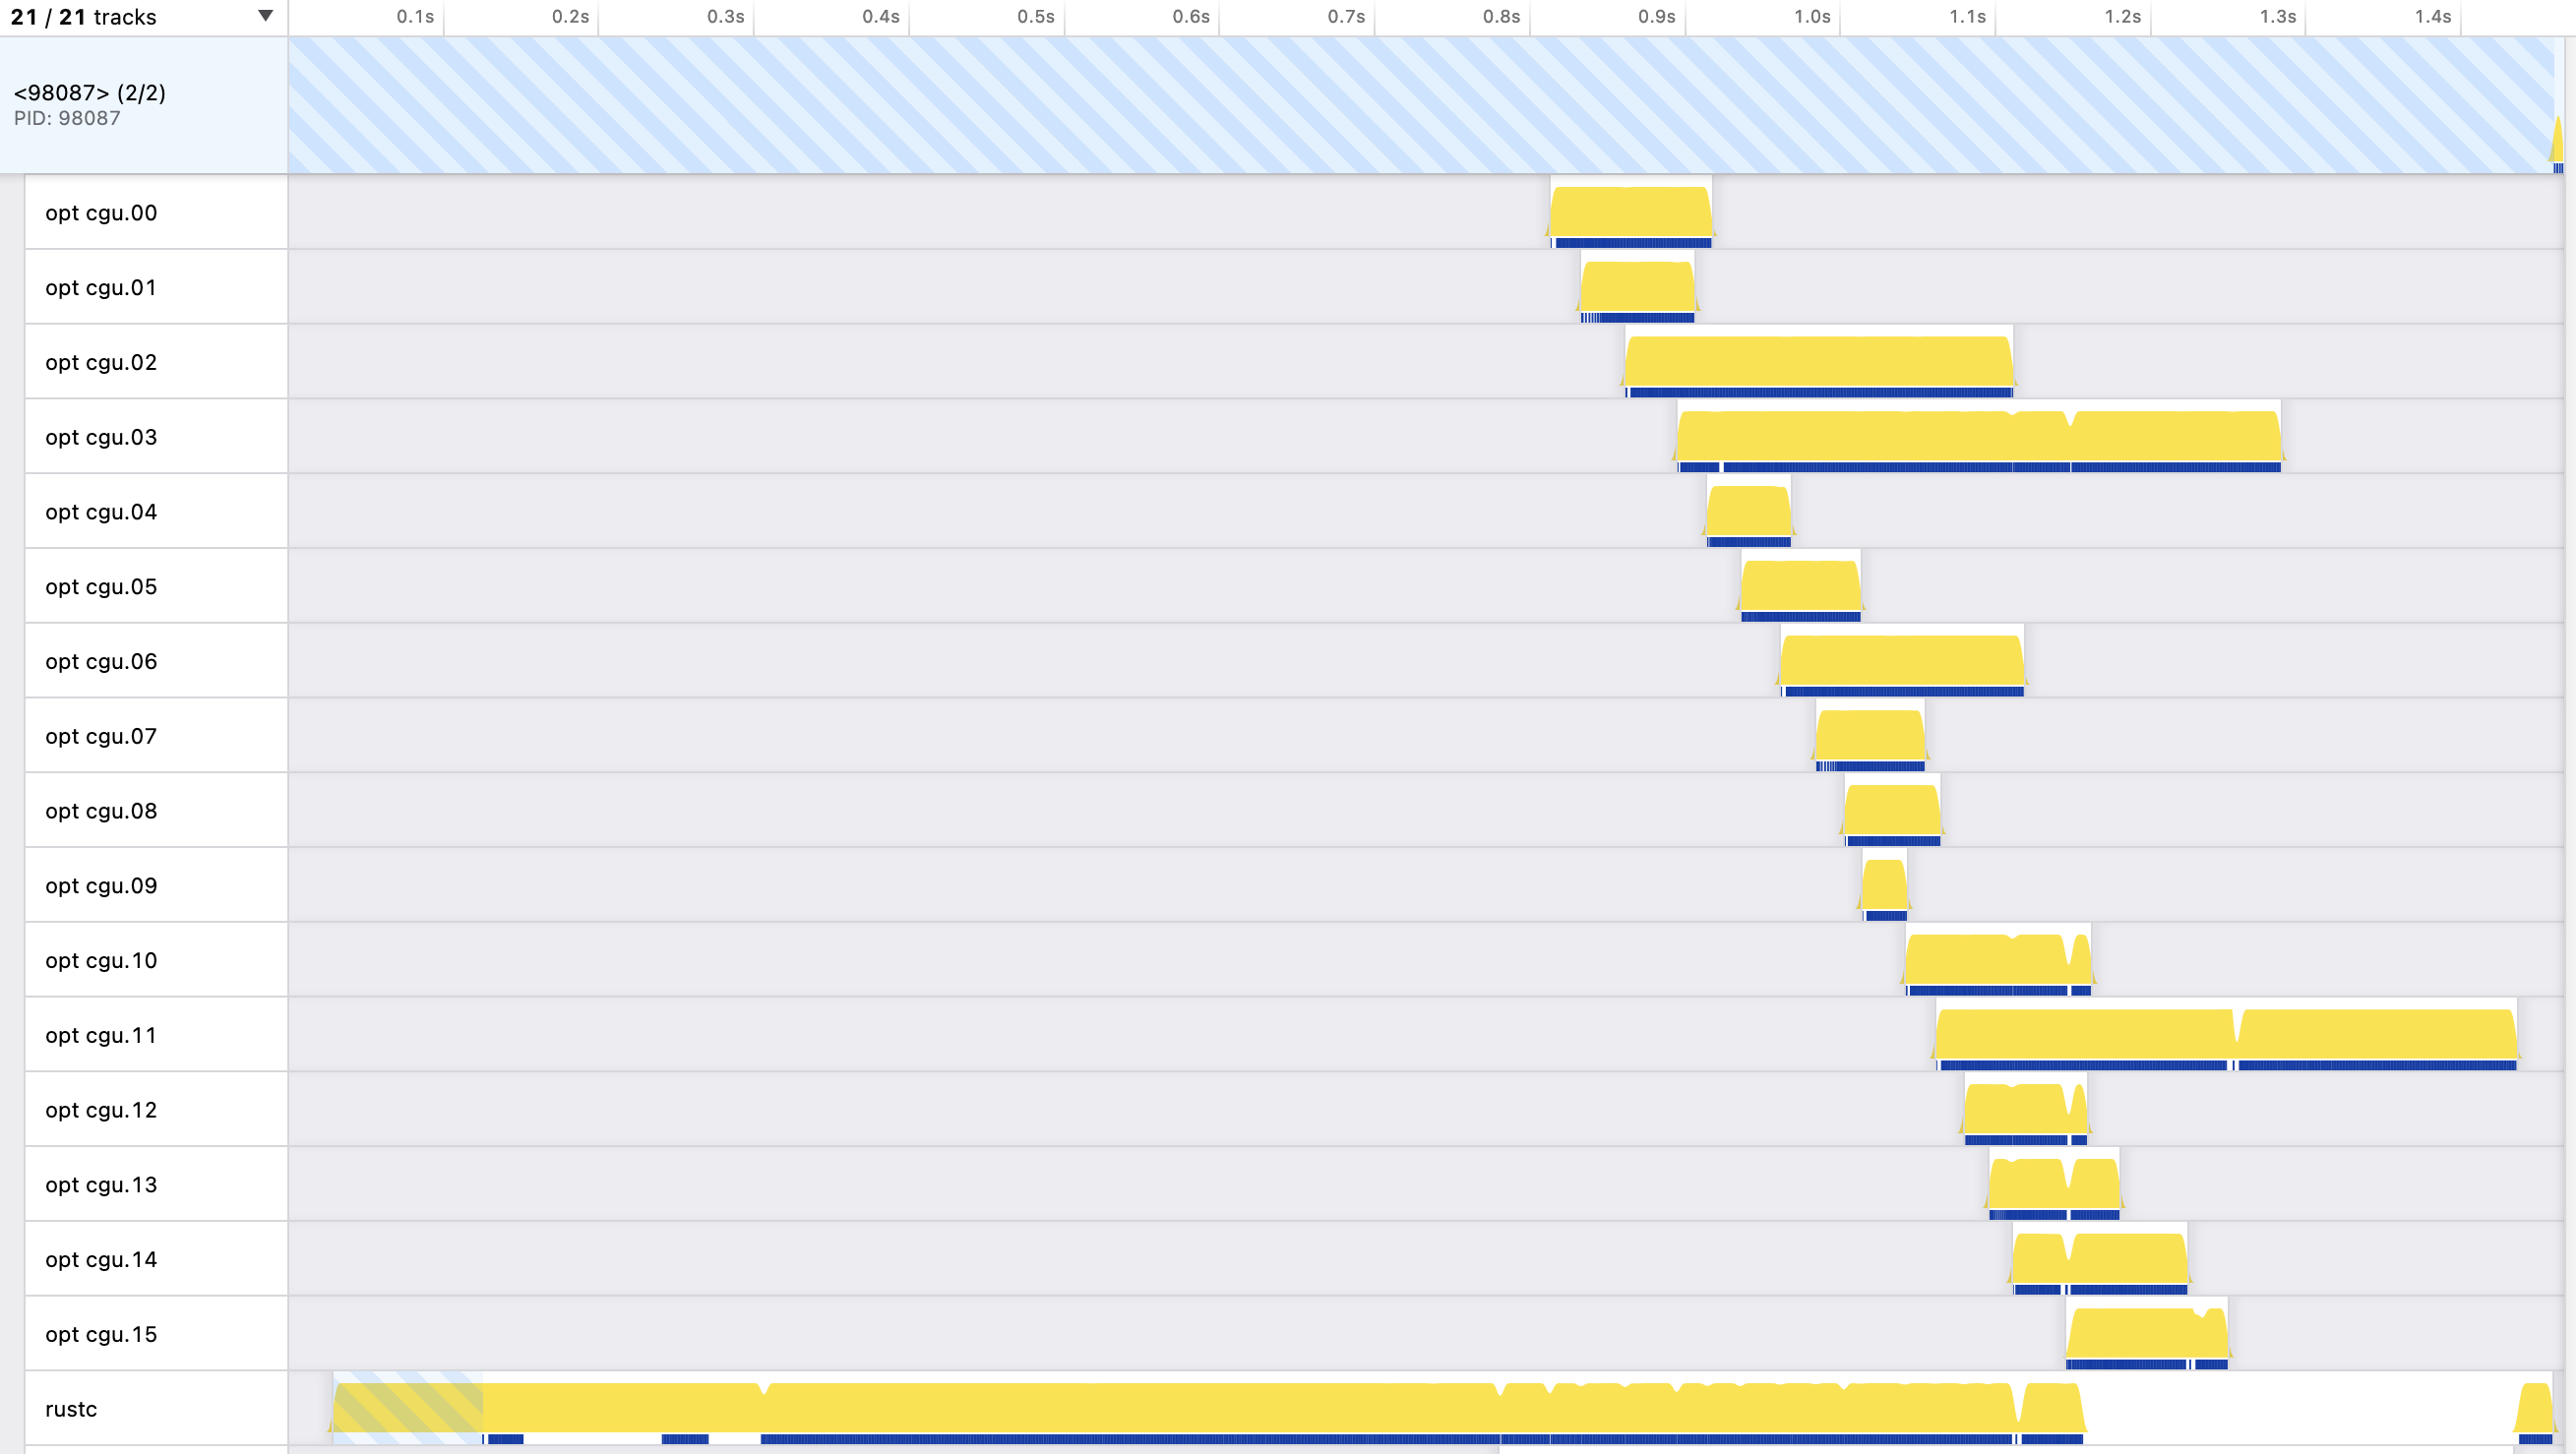 21 / 21 tracks
0.1s 0.2s 0.3s 0.4s 0.5s 0.6s 0.7s 0.8s 0.9s 1.0s 1.1s 1.2s 1.3s 1.4s
<98087> (2/2)
PID: 98087
opt cgu.00
opt cgu.01
opt cgu.02
opt cgu.03
opt cgu.04
opt cgu.05
opt cgu.06
opt cgu.07
opt cgu.08
opt cgu.09
opt cgu.10
opt cgu.11
opt cgu.12
opt cgu.13
opt cgu.14
opt cgu.15
rustc